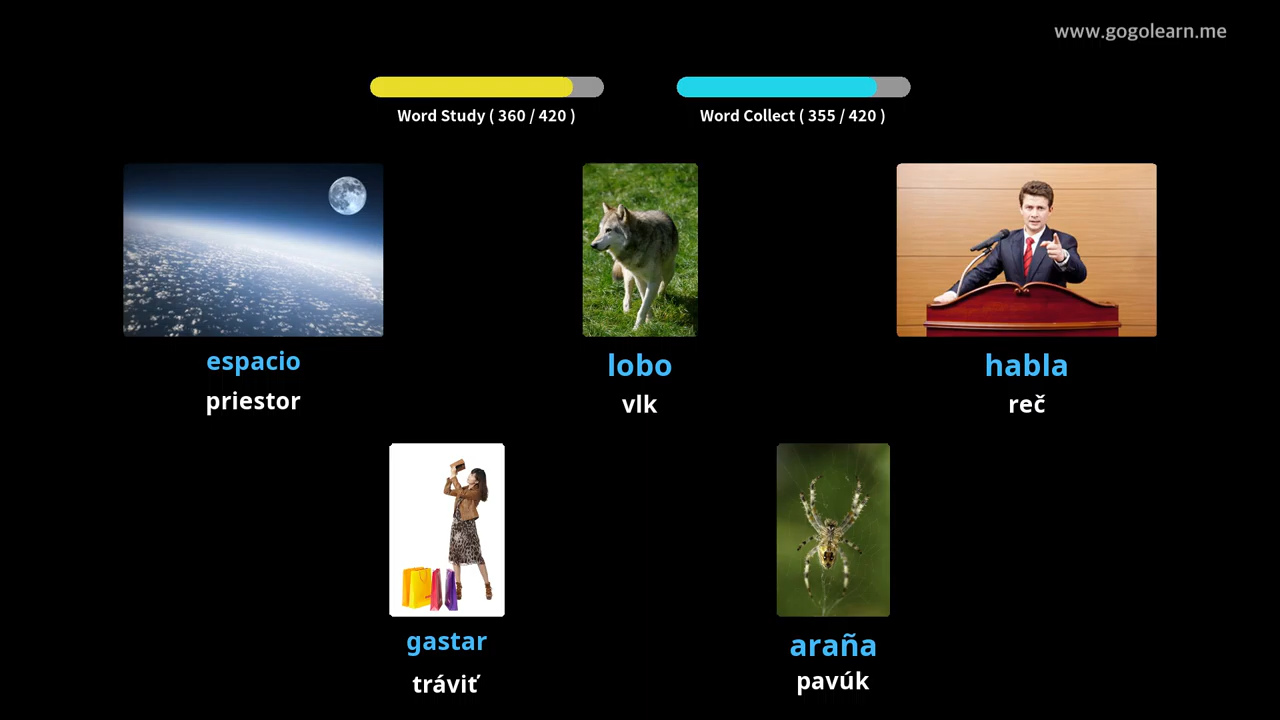 www.gogolearn.me
Word Study ( 360 / 420 )
Word Collect ( 355 / 420 )
espacio
priestor
lobo
vlk
habla
reč
gastar
tráviť
araña
pavúk